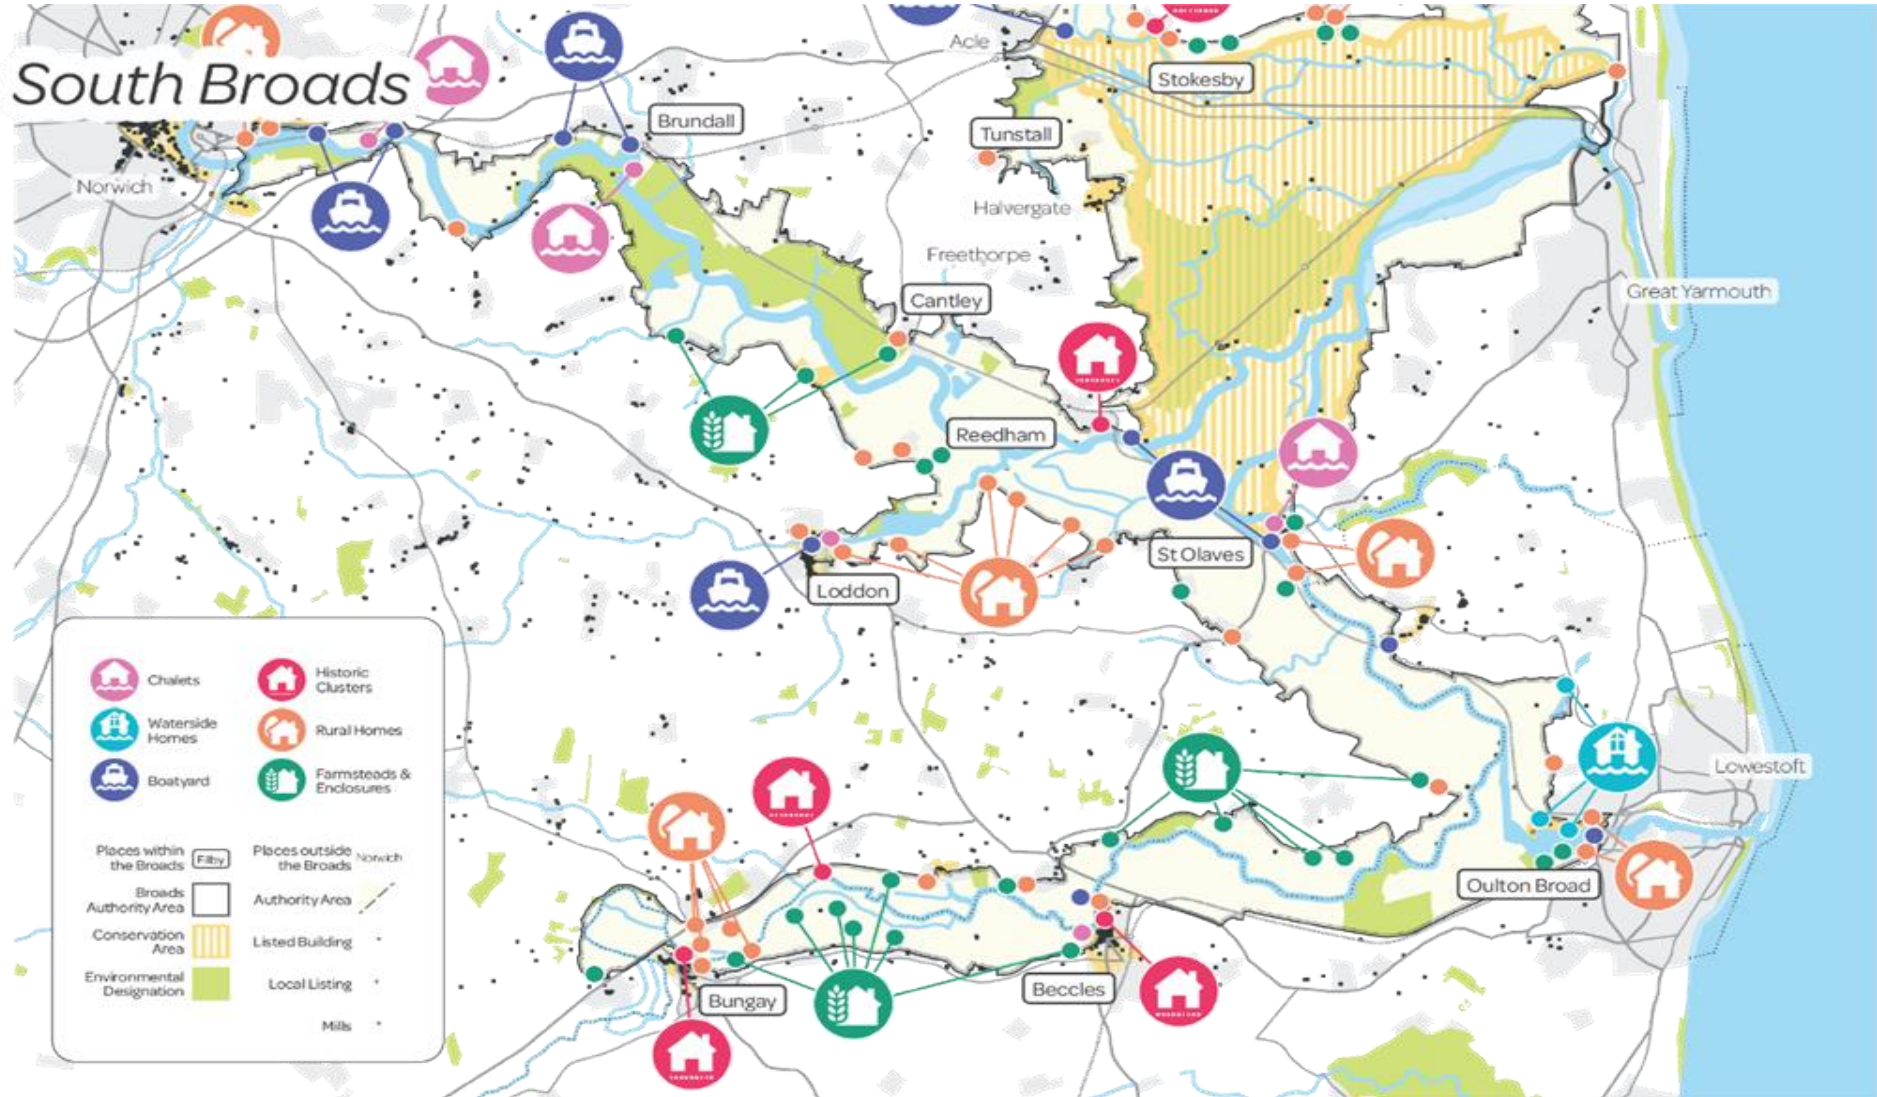 South Broads
Acle
Stokesby
Brundall
Tunstall
Norwich
Halvergate
Freethorpe
Great Yarmouth
Cantley
Reedham
St Olaves
Loddon
Lowestoft
Oulton Broad
Beccles
Bungay
Chalets
Historic
Clusters
Waterside
Homes
Rural Homes
Boatyard
Farmsteads &
Enclosures
Places within
the Broads
Filby
Places outside
the Broads
Norwich
Broads
Authority Area
Authority Area
Conservation
Area
Listed Building
Environmental
Designation
Local Listing
Mills